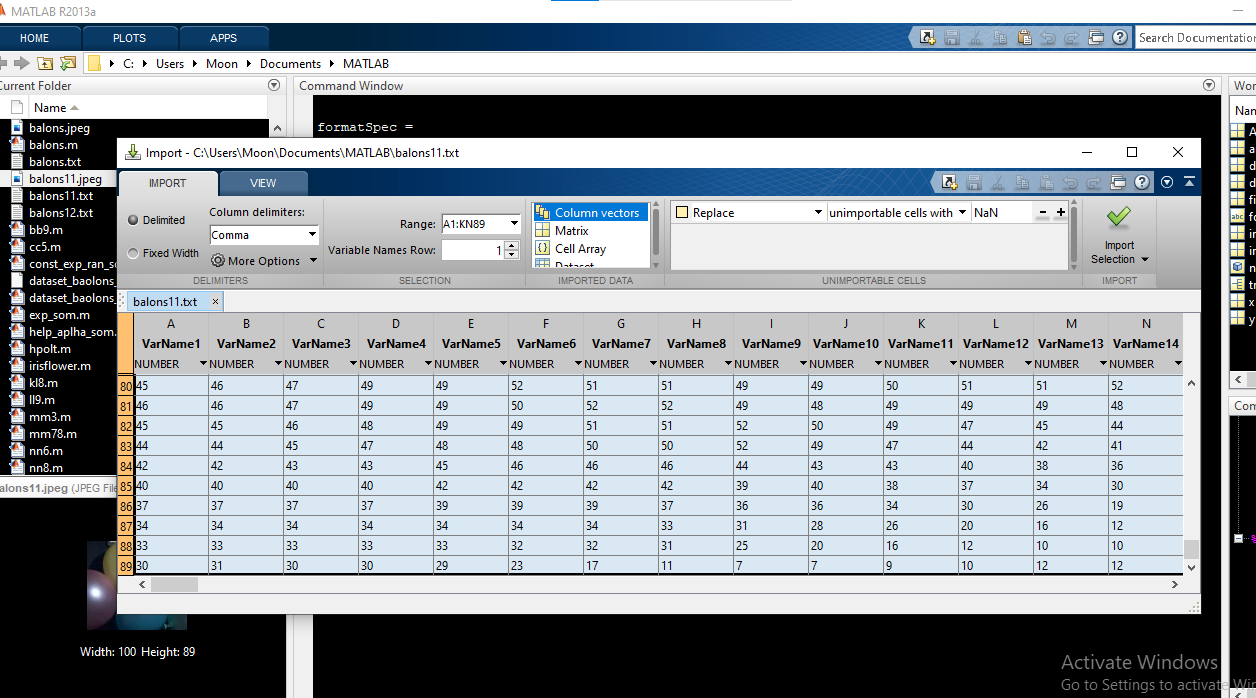 MATLAB R2013a
HOME PLOTS APPS
Search Documentation
C: Users Moon Documents MATLAB
Current Folder
Command Window
Name
balons.jpeg
balons.m
balons.txt
balons11.jpeg
balons11.txt
balons12.txt
bb9.m
cc5.m
const_exp_ran_s
dataset_baolons
dataset_baolons_
exp_som.m
help_aplha_som.
hpolt.m
irisflower.m
kl8.m
ll9.m
mm3.m
mm78.m
nn6.m
nn8.m
balons11.jpeg (JPEG File
Width: 100 Height: 89
formatSpec =
Import - C:\Users\Moon\Documents\MATLAB\balons11.txt
IMPORT VIEW
Delimited
Fixed Width
Column delimiters:
Comma
More Options
DELIMITERS
Range: A1:KN89
Variable Names Row: 1
SELECTION
Column vectors
Matrix
Cell Array
Dataset
IMPORTED DATA
Replace unimportable cells with NaN
UNIMPORTABLE CELLS
Import
Selection
IMPORT
balons11.txt
A B C D E F G H I J K L M N
VarName1 VarName2 VarName3 VarName4 VarName5 VarName6 VarName7 VarName8 VarName9 VarName10 VarName11 VarName12 VarName13 VarName14
NUMBER NUMBER NUMBER NUMBER NUMBER NUMBER NUMBER NUMBER NUMBER NUMBER NUMBER NUMBER NUMBER NUMBER
80 45 46 47 49 49 52 51 51 49 49 50 51 51 52
81 46 46 47 49 49 50 52 52 49 48 49 49 49 48
82 45 45 46 48 49 49 51 51 52 50 49 47 45 44
83 44 44 45 47 48 48 50 50 52 49 47 44 42 41
84 42 42 43 43 45 46 46 46 44 43 43 40 38 36
85 40 40 40 40 42 42 42 42 39 40 38 37 34 30
86 37 37 37 37 39 39 39 37 36 36 34 30 26 19
87 34 34 34 34 34 34 34 33 31 28 26 20 16 12
88 33 33 33 33 33 32 32 31 25 20 16 12 10 10
89 30 31 30 30 29 23 17 11 7 7 9 10 12 12
Activate Windows
Go to Settings to activate Win